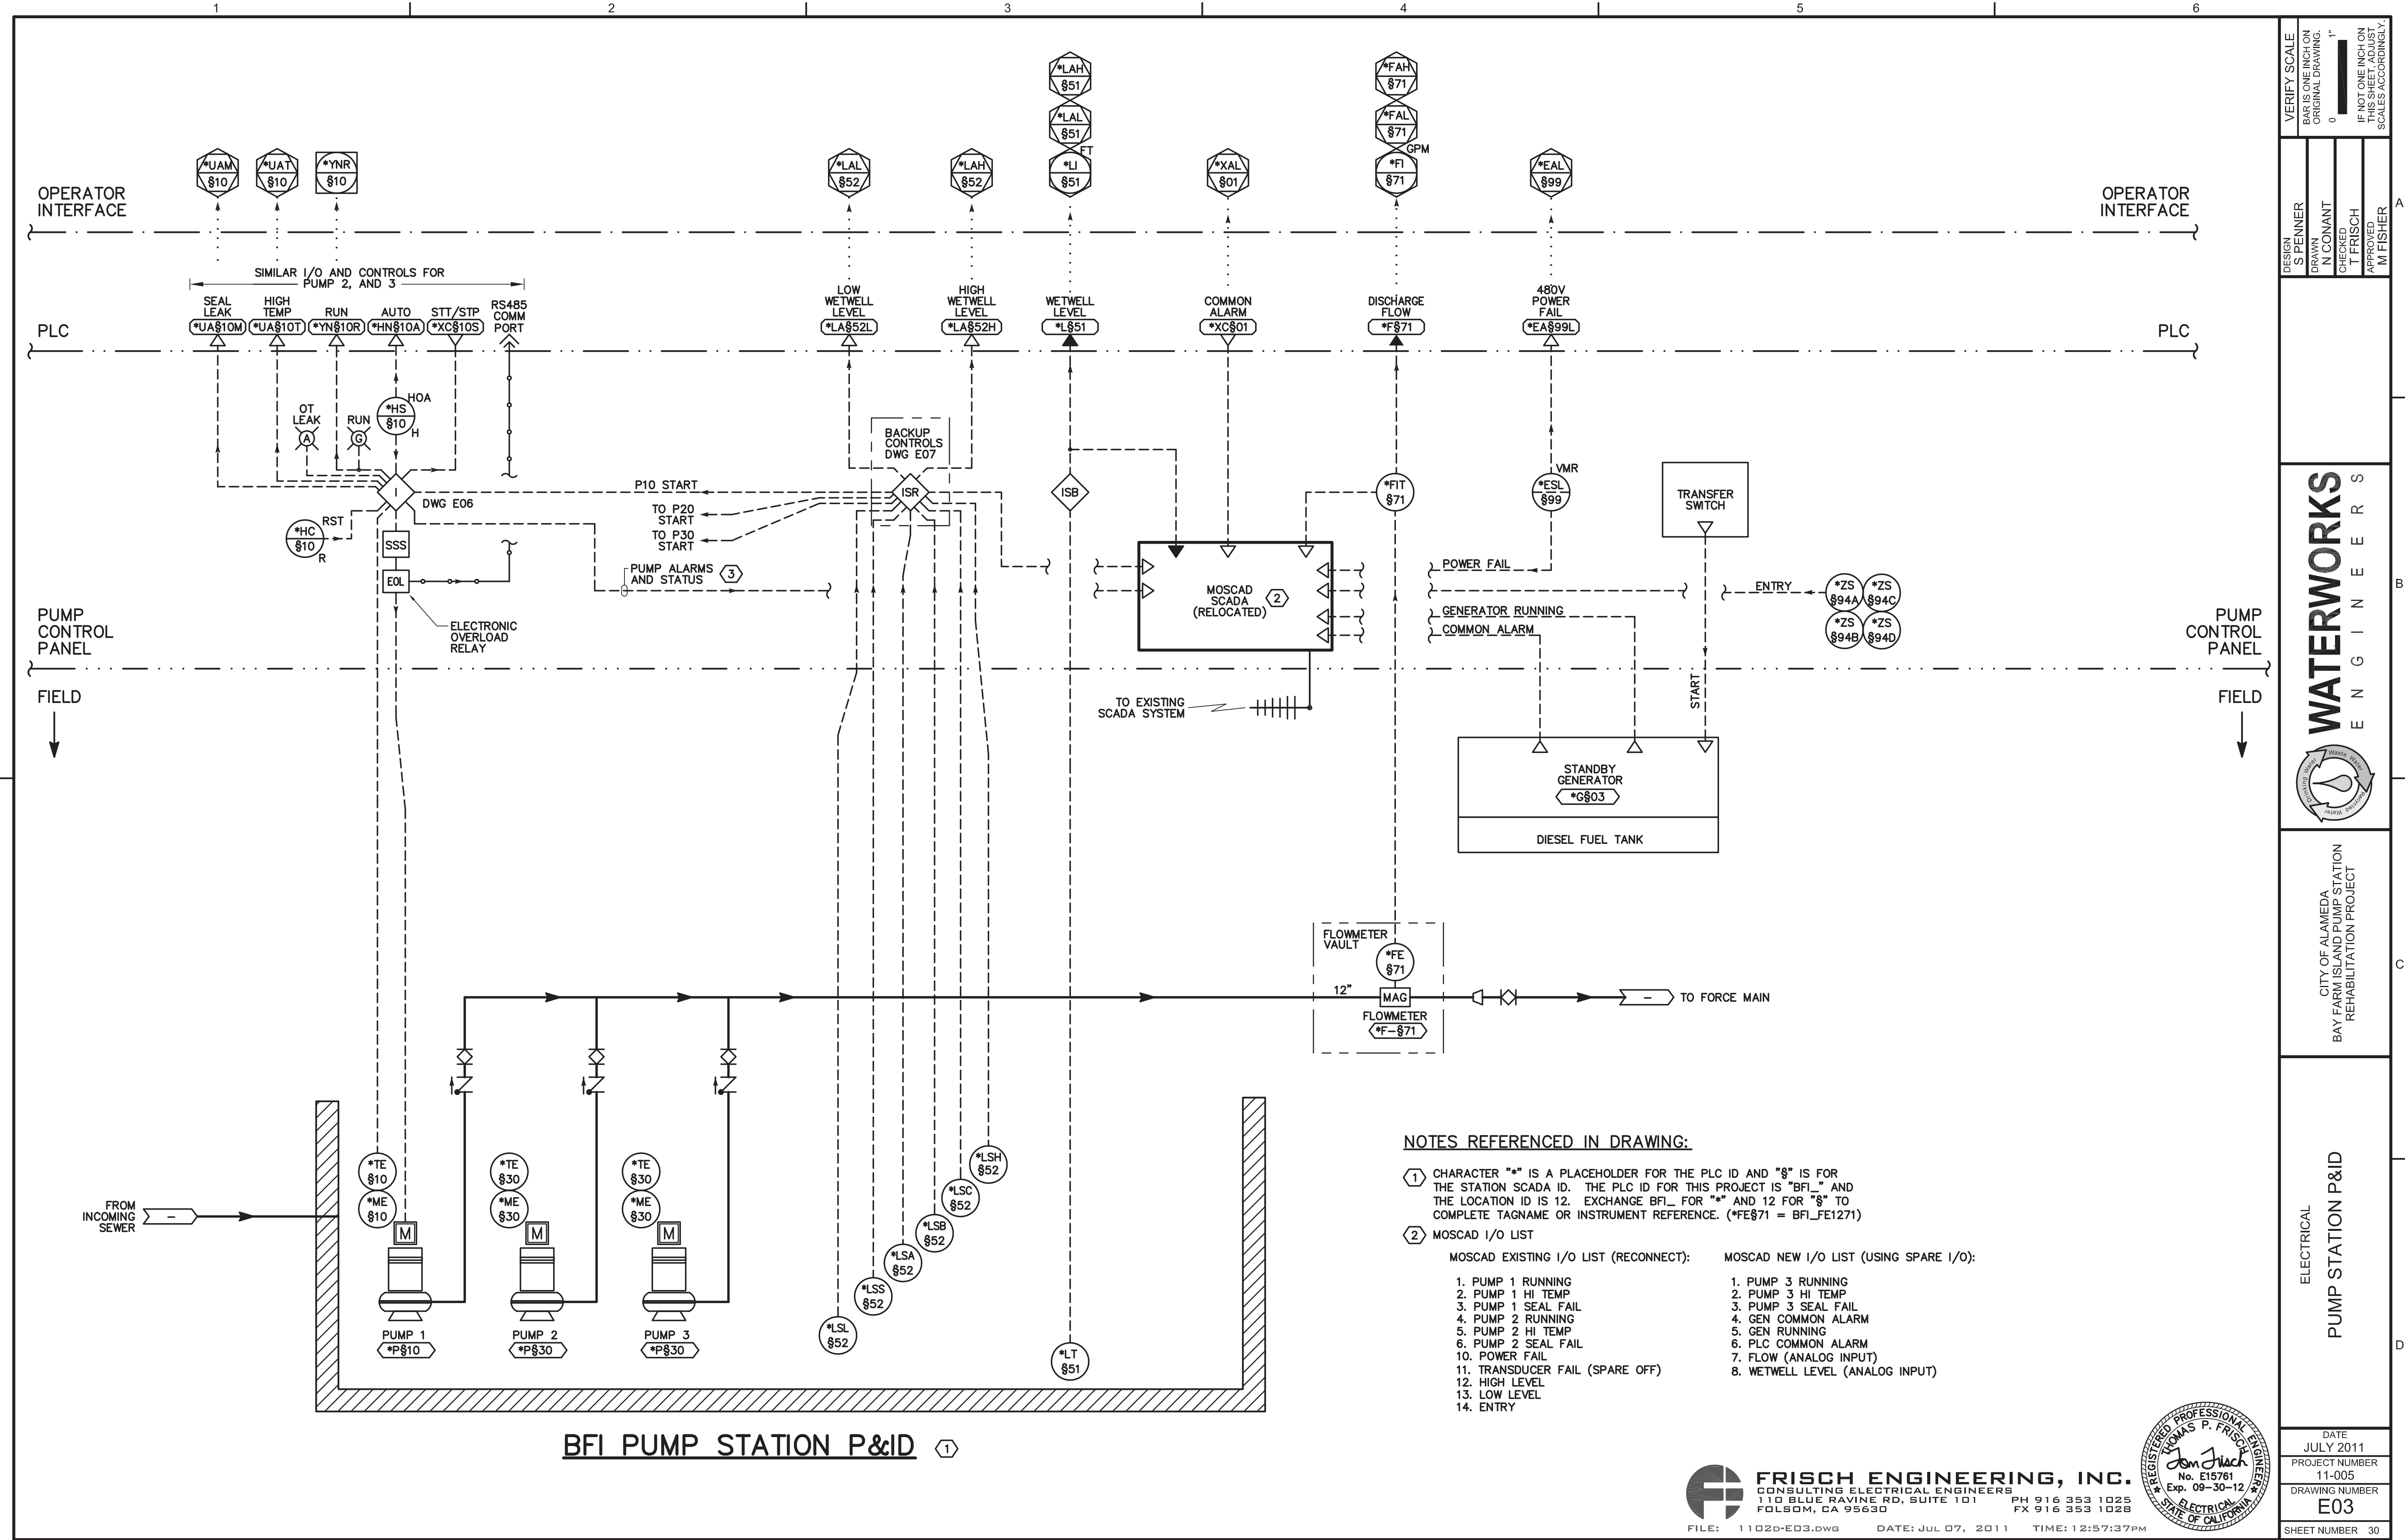 1 2 3 4 5 6
*LAH
§51
*LAL
§51
FT
*LI
§51
*FAH
§71
*FAL
§71
GPM
*FI
§71
*UAM
§10
*UAT
§10
*YNR
§10
*LAL
§52
*LAH
§52
*XAL
§01
*EAL
§99
OPERATOR
INTERFACE
OPERATOR
INTERFACE
SIMILAR I/O AND CONTROLS FOR
PUMP 2, AND 3
SEAL
LEAK
*UA§10M
HIGH
TEMP
*UA§10T
RUN
*YN§10R
AUTO
*HN§10A
STT/STP
*XC§10S
RS485
COMM
PORT
LOW
WETWELL
LEVEL
*LA§52L
HIGH
WETWELL
LEVEL
*LA§52H
WETWELL
LEVEL
*L§51
COMMON
ALARM
*XC§01
DISCHARGE
FLOW
*F§71
480V
POWER
FAIL
*EA§99L
PLC
PLC
OT
LEAK
A
RUN
G
HOA
*HS
§10
H
BACKUP
CONTROLS
DWG E07
I
DWG E06
P10 START
ISR
ISB
*FIT
§71
VMR
*ESL
§99
TRANSFER
SWITCH
TO P20
START
TO P30
START
RST
*HC
§10
R
SSS
EOL
PUMP ALARMS
AND STATUS
3
MOSCAD
SCADA
(RELOCATED)
2
POWER FAIL
ENTRY
GENERATOR RUNNING
COMMON ALARM
*ZS
§94A
*ZS
§94C
*ZS
§94B
*ZS
§94D
ELECTRONIC
OVERLOAD
RELAY
PUMP
CONTROL
PANEL
PUMP
CONTROL
PANEL
FIELD
FIELD
TO EXISTING
SCADA SYSTEM
START
STANDBY
GENERATOR
*G§03
DIESEL FUEL TANK
FLOWMETER
VAULT
*FE
§71
12"
MAG
FLOWMETER
*F-§71
TO FORCE MAIN
FROM
INCOMING
SEWER
*TE
§10
*ME
§10
M
PUMP 1
*P§10
*TE
§30
*ME
§30
M
PUMP 2
*P§30
*TE
§30
*ME
§30
M
PUMP 3
*P§30
*LSL
§52
*LSS
§52
*LSA
§52
*LSB
§52
*LSC
§52
*LSH
§52
*LT
§51
NOTES REFERENCED IN DRAWING:
1 CHARACTER "*" IS A PLACEHOLDER FOR THE PLC ID AND "§" IS FOR
THE STATION SCADA ID. THE PLC ID FOR THIS PROJECT IS "BFI_" AND
THE LOCATION ID IS 12. EXCHANGE BFI_ FOR "*" AND 12 FOR "§" TO
COMPLETE TAGNAME OR INSTRUMENT REFERENCE. (*FE§71 = BFI_FE1271)
2 MOSCAD I/O LIST
MOSCAD EXISTING I/O LIST (RECONNECT):
1. PUMP 1 RUNNING
2. PUMP 1 HI TEMP
3. PUMP 1 SEAL FAIL
4. PUMP 2 RUNNING
5. PUMP 2 HI TEMP
6. PUMP 2 SEAL FAIL
10. POWER FAIL
11. TRANSDUCER FAIL (SPARE OFF)
12. HIGH LEVEL
13. LOW LEVEL
14. ENTRY
MOSCAD NEW I/O LIST (USING SPARE I/O):
1. PUMP 3 RUNNING
2. PUMP 3 HI TEMP
3. PUMP 3 SEAL FAIL
4. GEN COMMON ALARM
5. GEN RUNNING
6. PLC COMMON ALARM
7. FLOW (ANALOG INPUT)
8. WETWELL LEVEL (ANALOG INPUT)
BFI PUMP STATION P&ID 1
FRISCH ENGINEERING, INC.
CONSULTING ELECTRICAL ENGINEERS
110 BLUE RAVINE RD, SUITE 101 PH 916 353 1025
FOLSOM, CA 95630 FX 916 353 1028
FILE: 1102D-E03.DWG DATE: JUL 07, 2011 TIME: 12:57:37PM
REGISTERED PROFESSIONAL ENGINEER
THOMAS P. FRISCH
Tom Frisch
No. E15761
Exp. 09-30-12
ELECTRICAL
STATE OF CALIFORNIA
VERIFY SCALE
BAR IS ONE INCH ON
ORIGINAL DRAWING.
0 1"
IF NOT ONE INCH ON
THIS SHEET, ADJUST
SCALES ACCORDINGLY.
DESIGN
S PENNER
DRAWN
N CONANT
CHECKED
T FRISCH
APPROVED
M FISHER
WATERWORKS
ENGINEERS
Drinking Water
Waste Water
Recycled Water
CITY OF ALAMEDA
BAY FARM ISLAND PUMP STATION
REHABILITATION PROJECT
ELECTRICAL
PUMP STATION P&ID
DATE
JULY 2011
PROJECT NUMBER
11-005
DRAWING NUMBER
E03
SHEET NUMBER 30
A
B
C
D